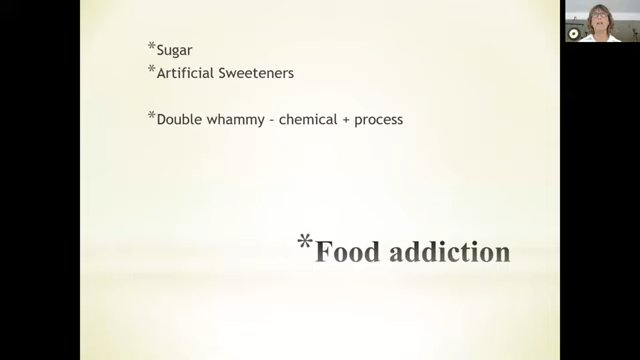 *Sugar
*Artificial Sweeteners
*Double whammy – chemical + process
*Food addiction